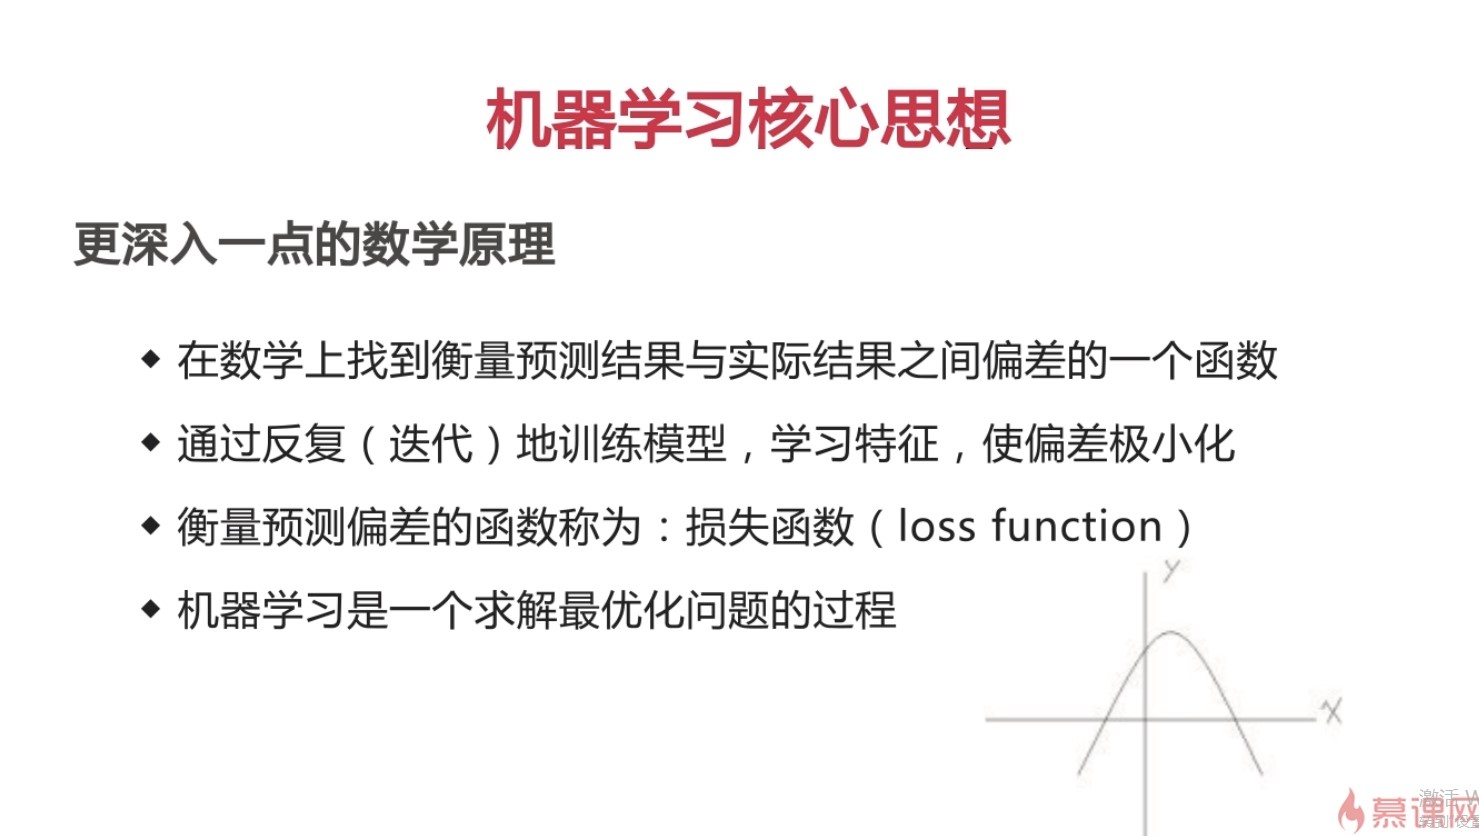 机器学习核心思想
更深入一点的数学原理
在数学上找到衡量预测结果与实际结果之间偏差的一个函数
通过反复（迭代）地训练模型，学习特征，使偏差极小化
衡量预测偏差的函数称为：损失函数（loss function）
机器学习是一个求解最优化问题的过程
y
x
激活 W
慕课网